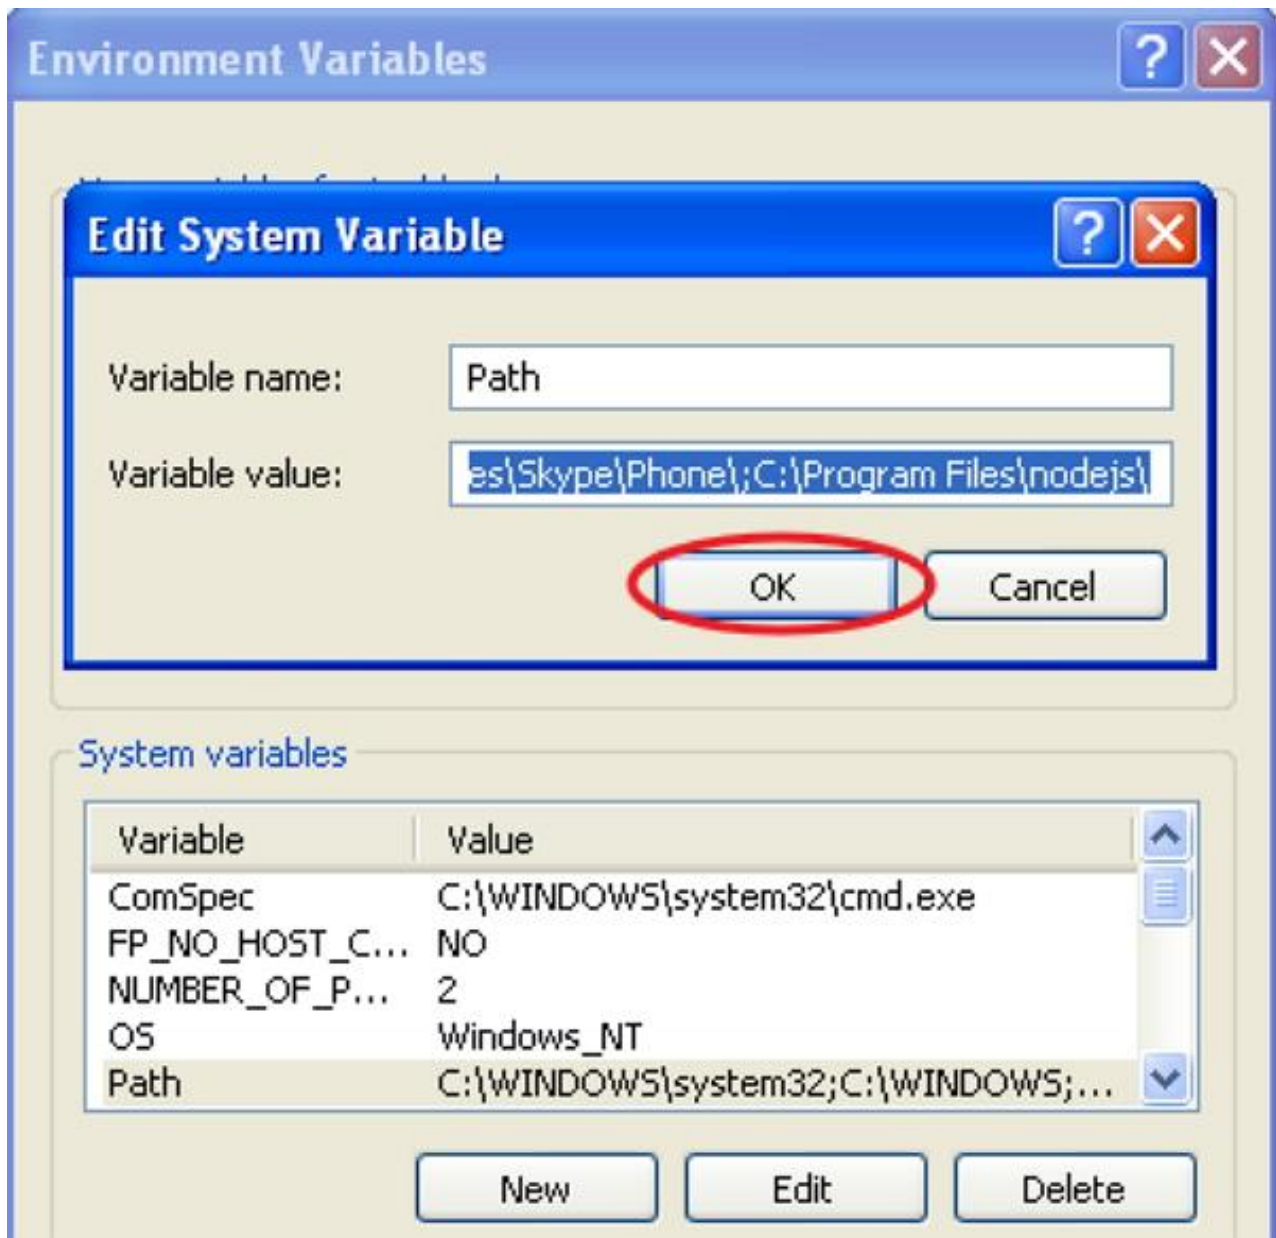 Environment Variables
Edit System Variable
Variable name:
Path
Variable value:
es\Skype\Phone\;C:\Program Files\nodejs\
OK
Cancel
System variables
Variable Value
ComSpec C:\WINDOWS\system32\cmd.exe
FP_NO_HOST_C... NO
NUMBER_OF_P... 2
OS Windows_NT
Path C:\WINDOWS\system32;C:\WINDOWS;...
New
Edit
Delete